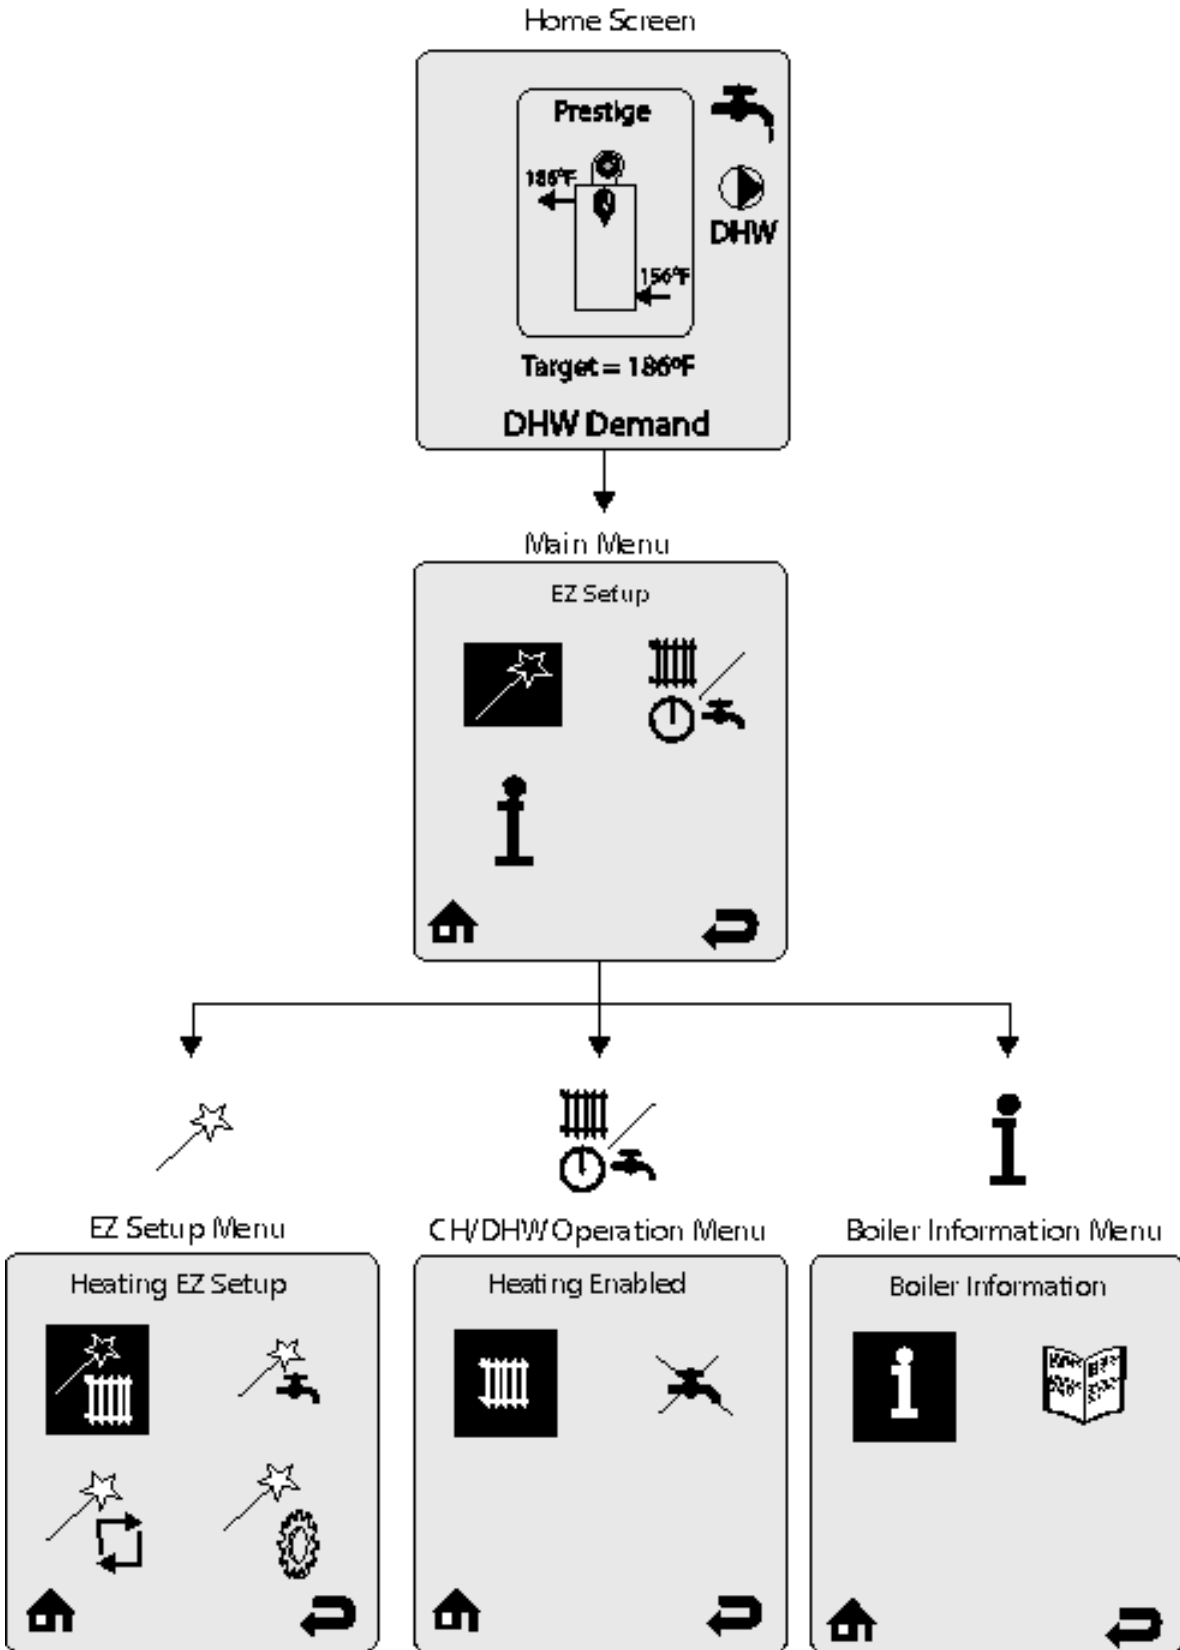 Home Screen
Prestige
186°F
DHW
156°F
Target = 186°F
DHW Demand
Main Menu
EZ Setup
EZ Setup Menu
CH/DHW Operation Menu
Boiler Information Menu
Heating EZ Setup
Heating Enabled
Boiler Information